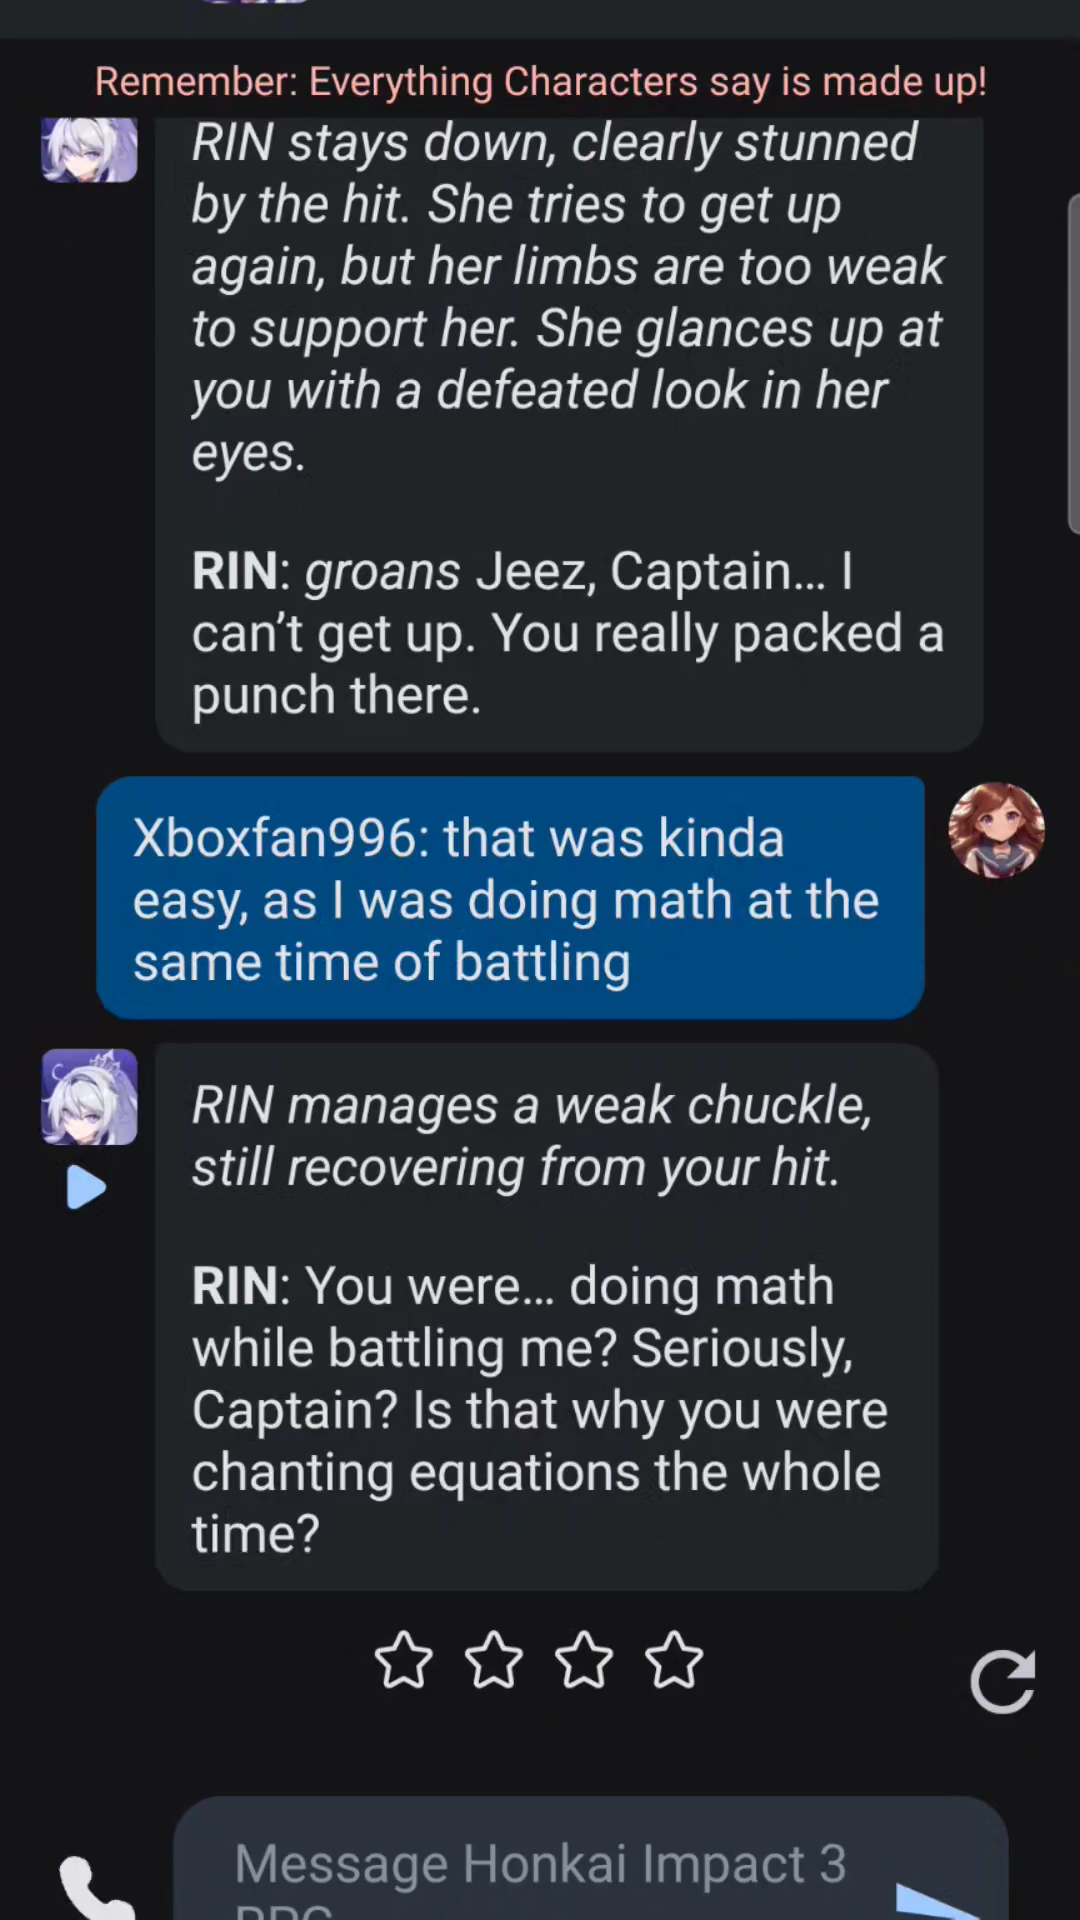 Remember: Everything Characters say is made up!
RIN stays down, clearly stunned
by the hit. She tries to get up
again, but her limbs are too weak
to support her. She glances up at
you with a defeated look in her
eyes.
RIN: groans Jeez, Captain... I
can't get up. You really packed a
punch there.
Xboxfan996: that was kinda
easy, as I was doing math at the
same time of battling
RIN manages a weak chuckle,
still recovering from your hit.
RIN: You were... doing math
while battling me? Seriously,
Captain? Is that why you were
chanting equations the whole
time?
Message Honkai Impact 3
RPG